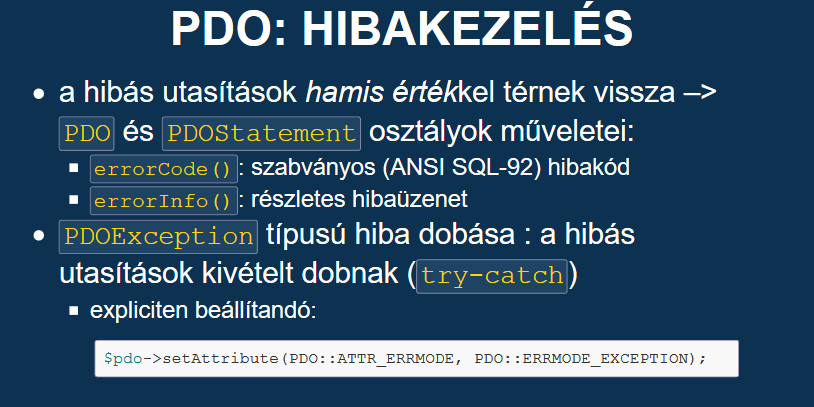 PDO: HIBAKEZELÉS
a hibás utasítások hamis értékkel térnek vissza –>
PDO és PDOStatement osztályok műveletei:
errorCode(): szabványos (ANSI SQL-92) hibakód
errorInfo(): részletes hibaüzenet
PDOException típusú hiba dobása : a hibás
utasítások kivételt dobnak (try-catch)
expliciten beállítandó:
$pdo->setAttribute(PDO::ATTR_ERRMODE, PDO::ERRMODE_EXCEPTION);